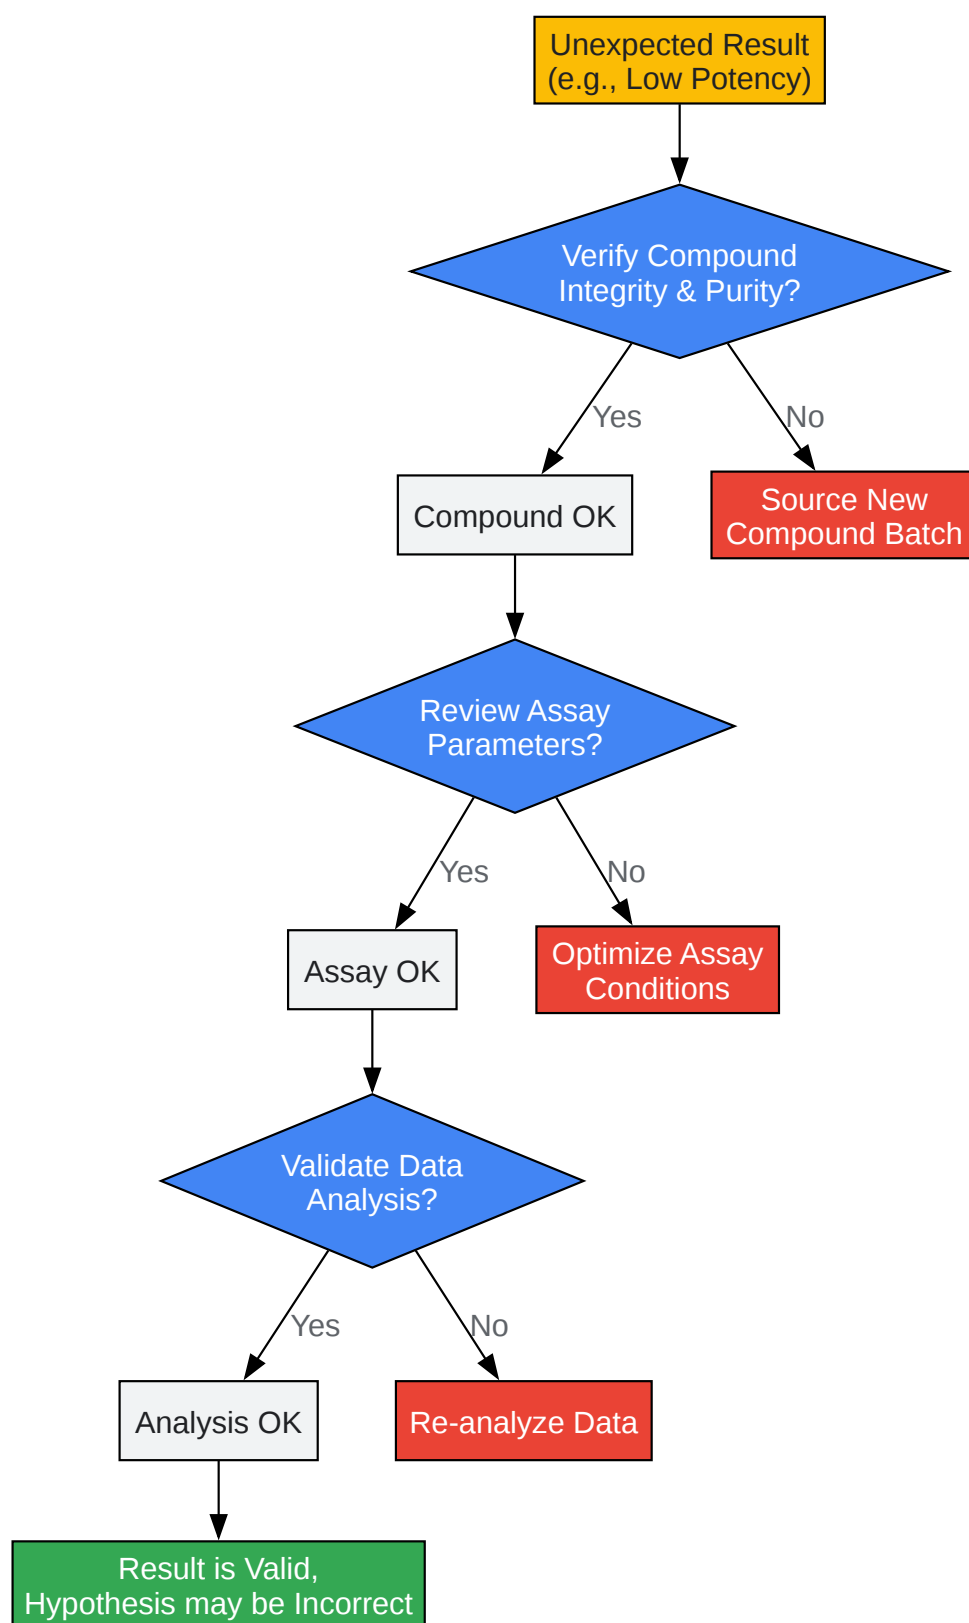 Unexpected Result
(e.g., Low Potency)
Verify Compound
Integrity & Purity?
Yes
No
Compound OK
Source New
Compound Batch
Review Assay
Parameters?
Yes
No
Assay OK
Optimize Assay
Conditions
Validate Data
Analysis?
Yes
No
Analysis OK
Re-analyze Data
Result is Valid,
Hypothesis may be Incorrect